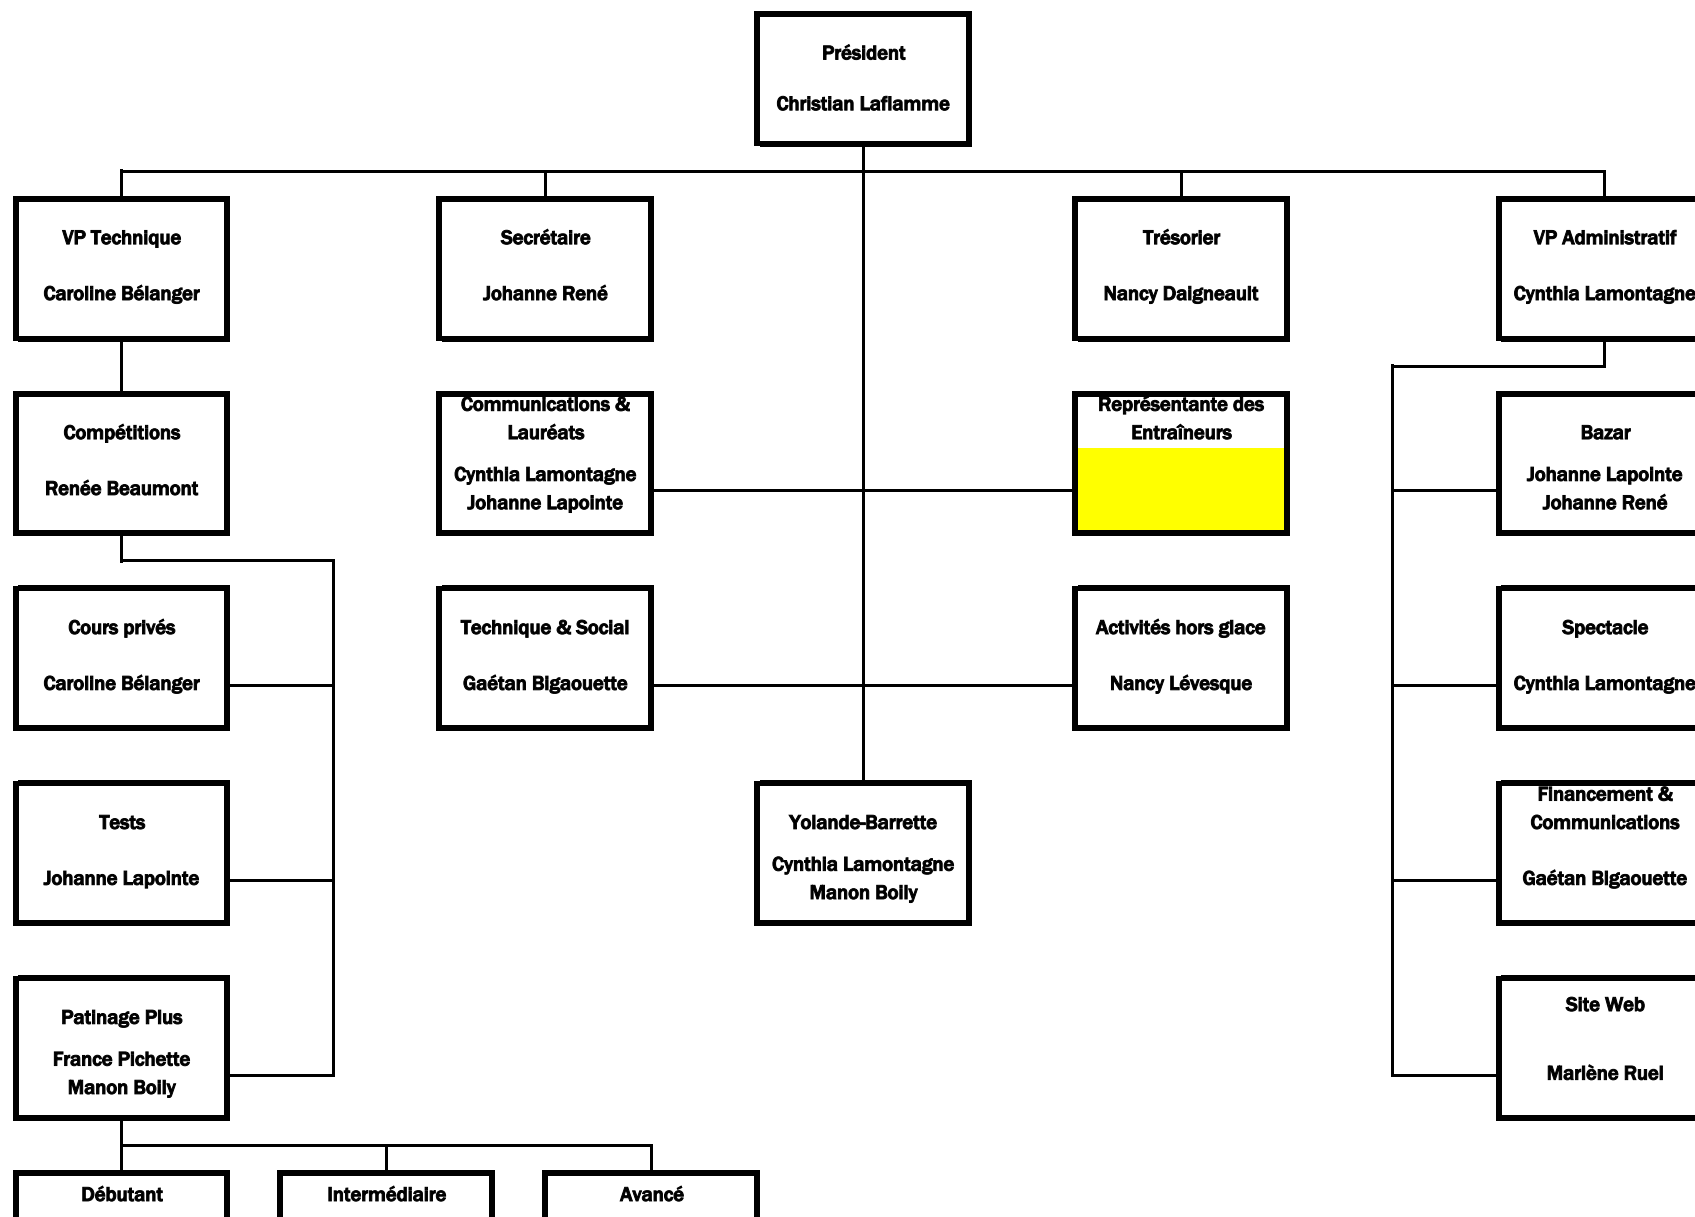 Président
Christian Laflamme
VP Technique
Caroline Bélanger
Secrétaire
Johanne René
Trésorier
Nancy Daigneault
VP Administratif
Cynthia Lamontagne
Compétitions
Renée Beaumont
Communications &
Lauréats
Cynthia Lamontagne
Johanne Lapointe
Représentante des
Entraîneurs
Bazar
Johanne Lapointe
Johanne René
Cours privés
Caroline Bélanger
Technique & Social
Gaétan Bigaouette
Activités hors glace
Nancy Lévesque
Spectacle
Cynthia Lamontagne
Tests
Johanne Lapointe
Yolande-Barrette
Cynthia Lamontagne
Manon Boily
Financement &
Communications
Gaétan Bigaouette
Patinage Plus
France Pichette
Manon Boily
Site Web
Marlène Ruel
Débutant
Intermédiaire
Avancé